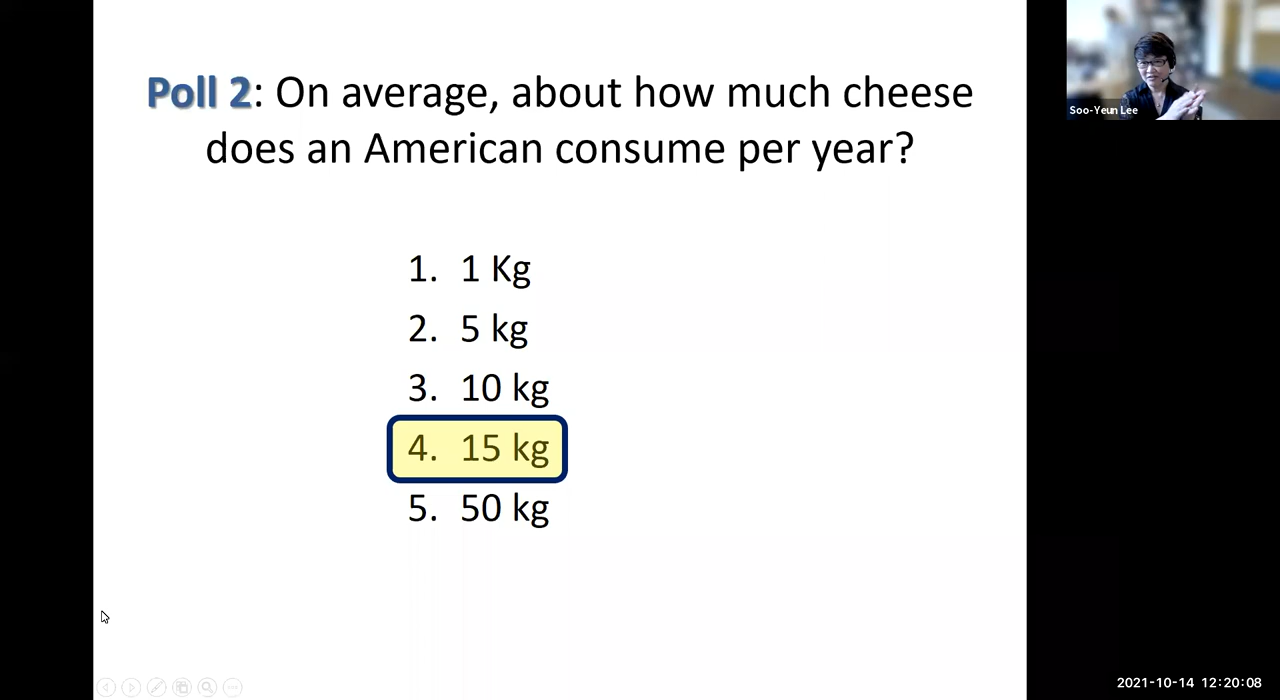 Poll 2: On average, about how much cheese
does an American consume per year?
1. 1 Kg
2. 5 kg
3. 10 kg
4. 15 kg
5. 50 kg
Soo-Yeun Lee
2021-10-14 12:20:08